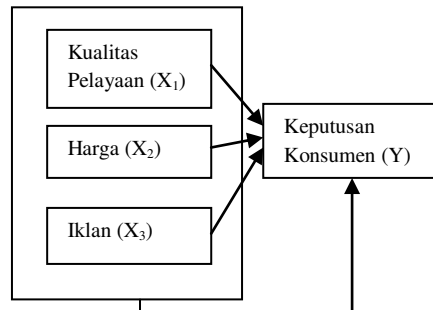 Kualitas
Pelayaan (X₁)
Harga (X₂)
Iklan (X₃)
Keputusan
Konsumen (Y)